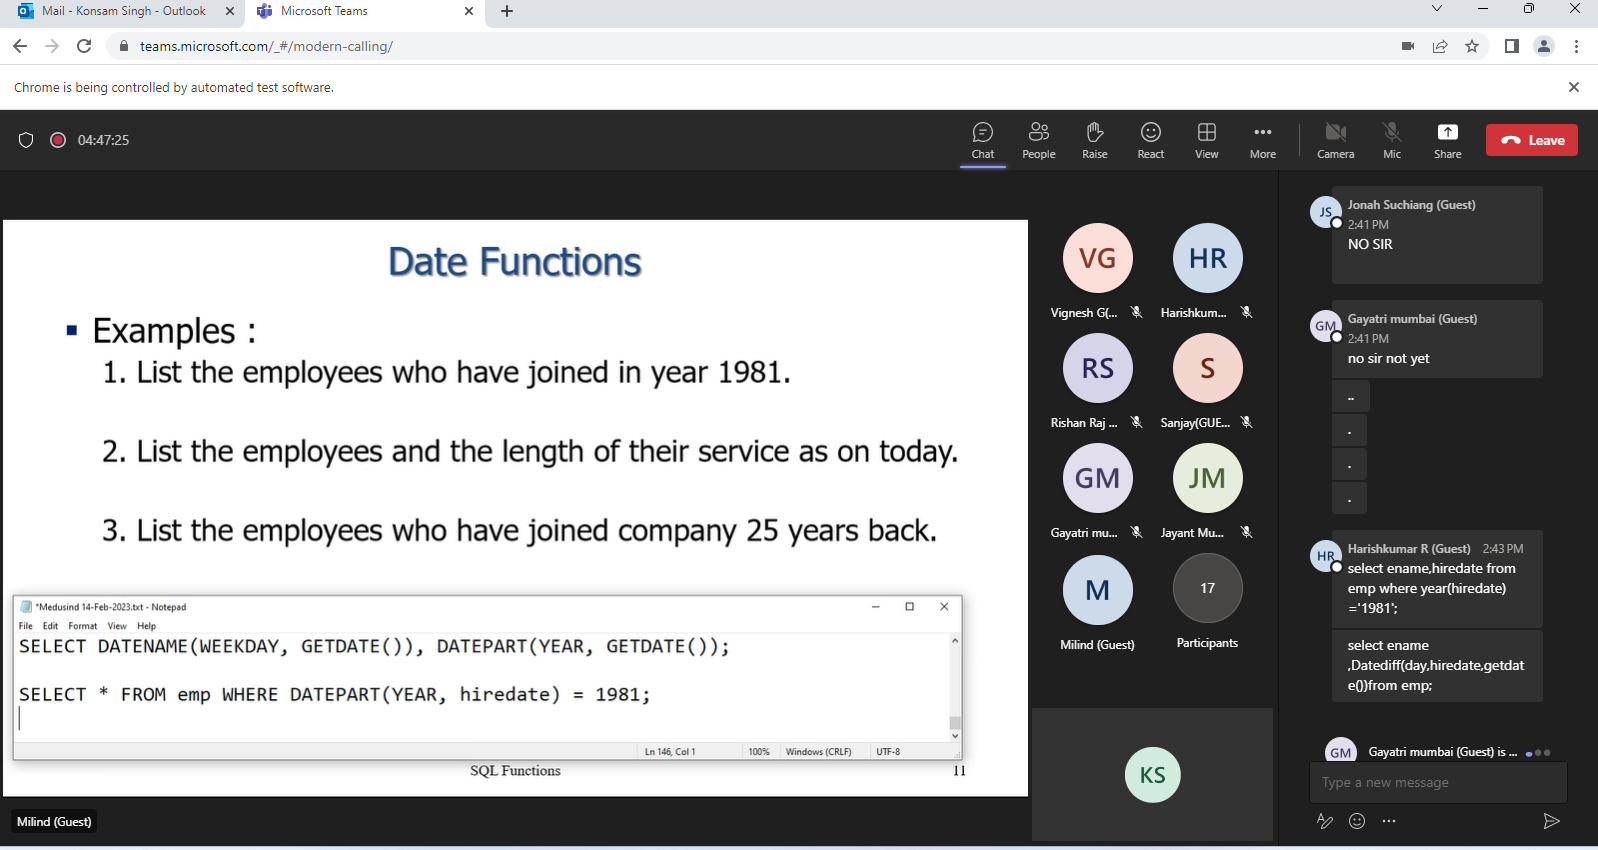 Mail - Konsam Singh - Outlook
Microsoft Teams
teams.microsoft.com/_#/modern-calling/
Chrome is being controlled by automated test software.
04:47:25
Chat
People
Raise
React
View
More
Camera
Mic
Share
Leave
Date Functions
Examples :
1. List the employees who have joined in year 1981.
2. List the employees and the length of their service as on today.
3. List the employees who have joined company 25 years back.
*Medusind 14-Feb-2023.txt - Notepad
File Edit Format View Help
SELECT DATENAME(WEEKDAY, GETDATE()), DATEPART(YEAR, GETDATE());
SELECT * FROM emp WHERE DATEPART(YEAR, hiredate) = 1981;
Ln 146, Col 1
100%
Windows (CRLF)
UTF-8
SQL Functions
11
Milind (Guest)
VG
Vignesh G(...
HR
Harishkum...
RS
Rishan Raj ...
S
Sanjay(GUE...
GM
Gayatri mu...
JM
Jayant Mu...
M
Milind (Guest)
17
Participants
KS
JS
Jonah Suchiang (Guest)
2:41 PM
NO SIR
GM
Gayatri mumbai (Guest)
2:41 PM
no sir not yet
..
.
.
.
HR
Harishkumar R (Guest) 2:43 PM
select ename,hiredate from
emp where year(hiredate)
='1981';
select ename
,Datediff(day,hiredate,getdat
e())from emp;
GM
Gayatri mumbai (Guest) is ...
Type a new message